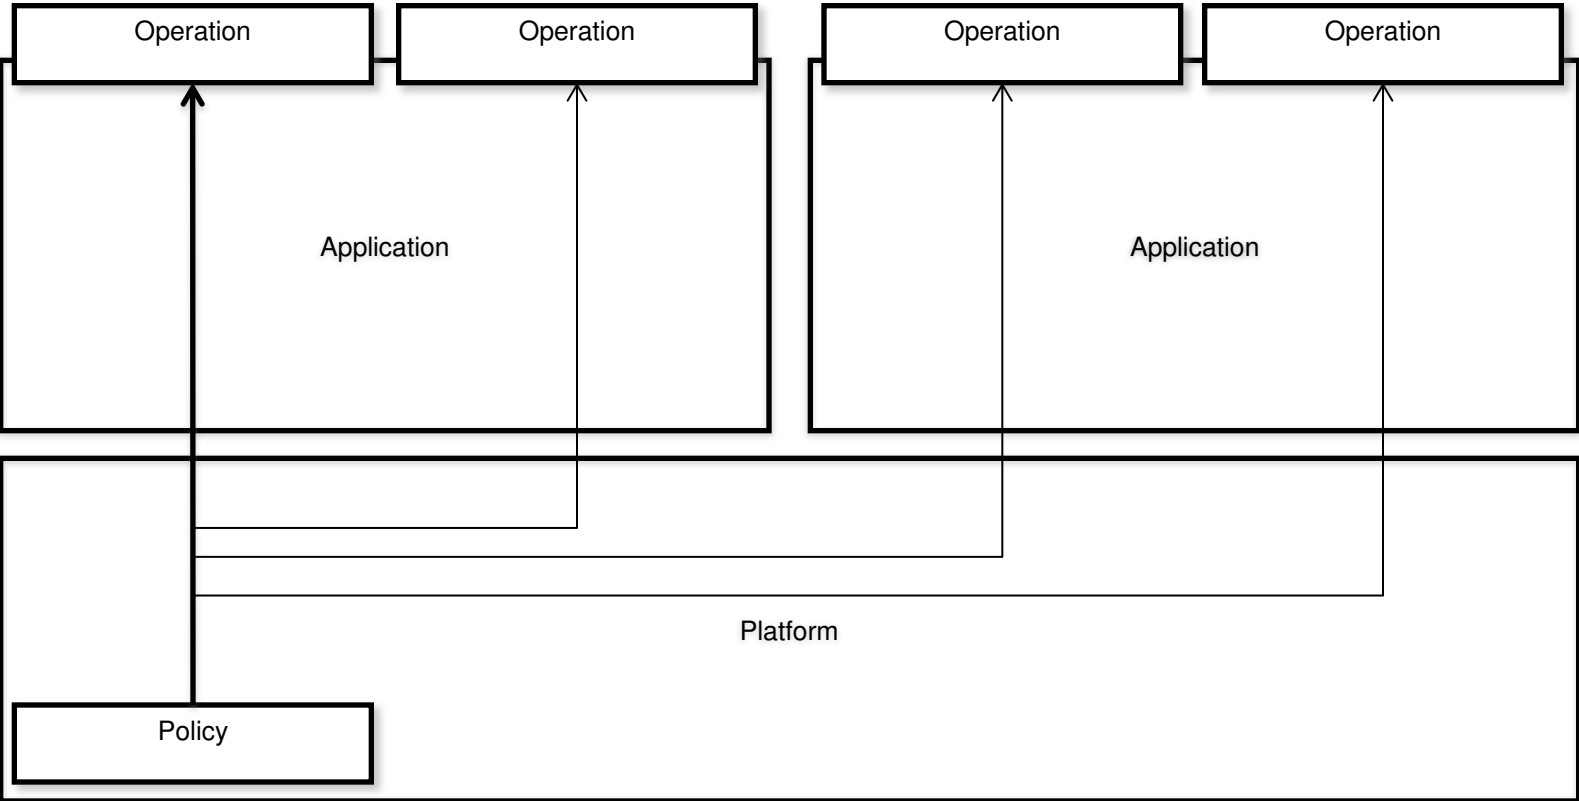 Operation
Operation
Operation
Operation
Application
Application
Platform
Policy